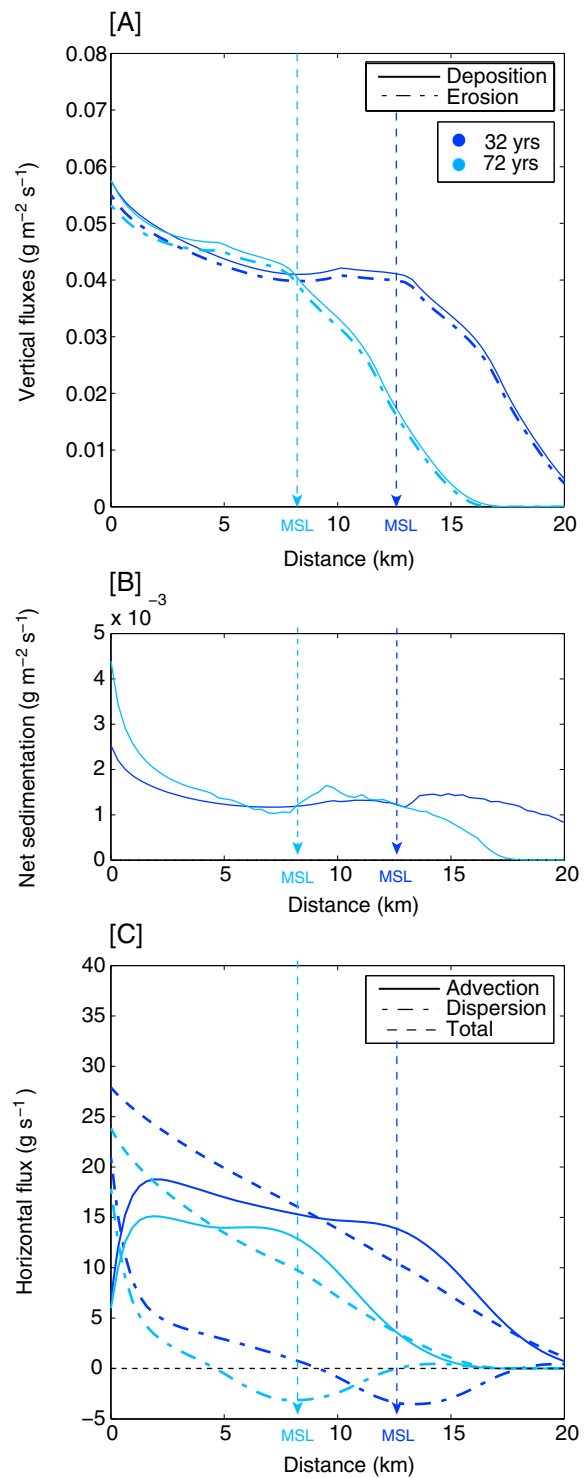 [A]
0.08
0.07
0.06
0.05
0.04
0.03
0.02
0.01
0
Vertical fluxes (g m−2 s−1)
Deposition
Erosion
32 yrs
72 yrs
0 5 10 15 20
MSL MSL
Distance (km)
[B]
5 x 10 −3
4
3
2
1
0
Net sedimentation (g m−2 s−1)
0 5 10 15 20
MSL MSL
Distance (km)
[C]
40
35
30
25
20
15
10
5
0
−5
Horizontal flux (g s−1)
Advection
Dispersion
Total
0 5 10 15 20
MSL MSL
Distance (km)